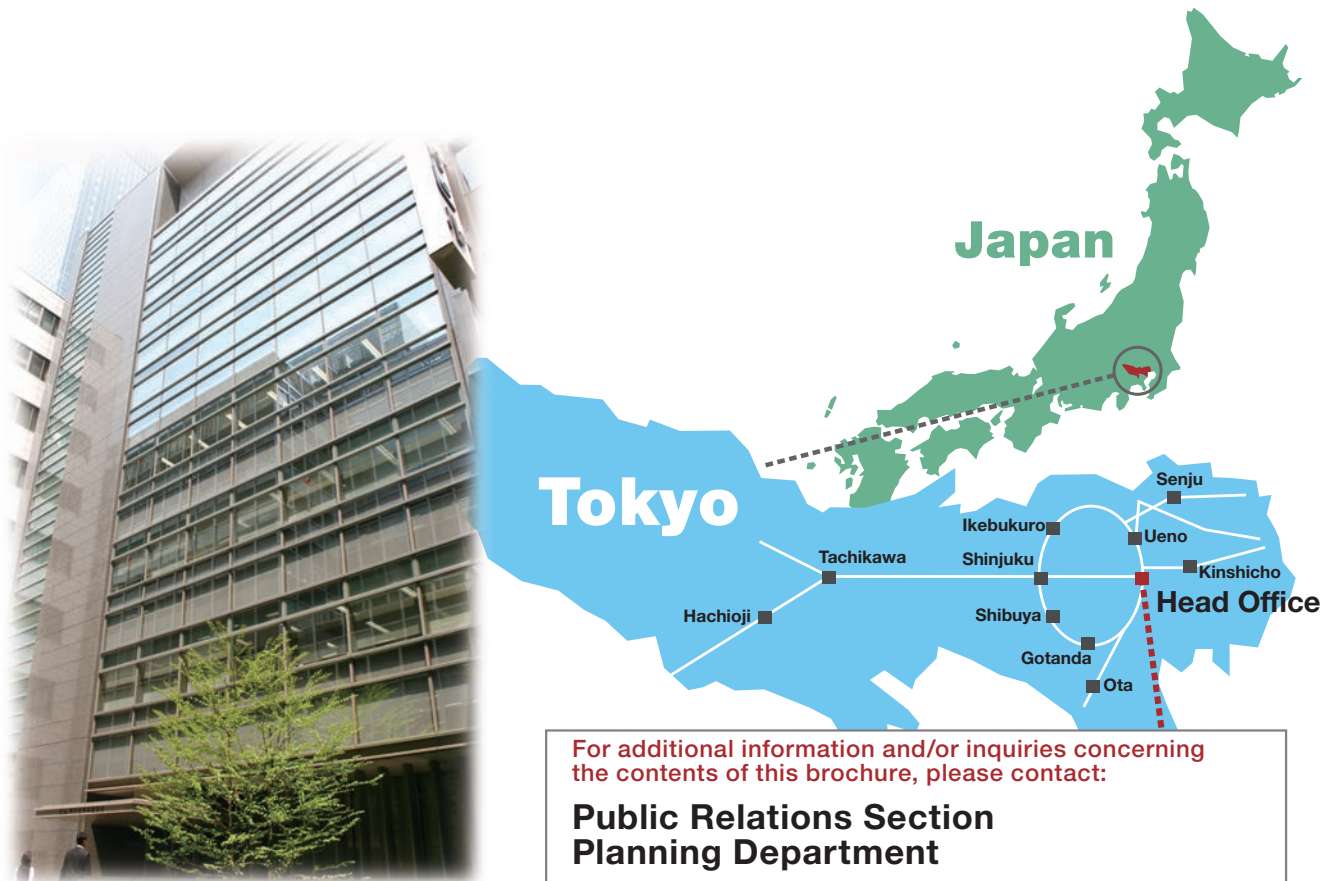 Japan
Tokyo
Senju
Ikebukuro
Ueno
Tachikawa
Shinjuku
Kinshicho
Head Office
Hachioji
Shibuya
Gotanda
Ota
For additional information and/or inquiries concerning
the contents of this brochure, please contact:
Public Relations Section
Planning Department